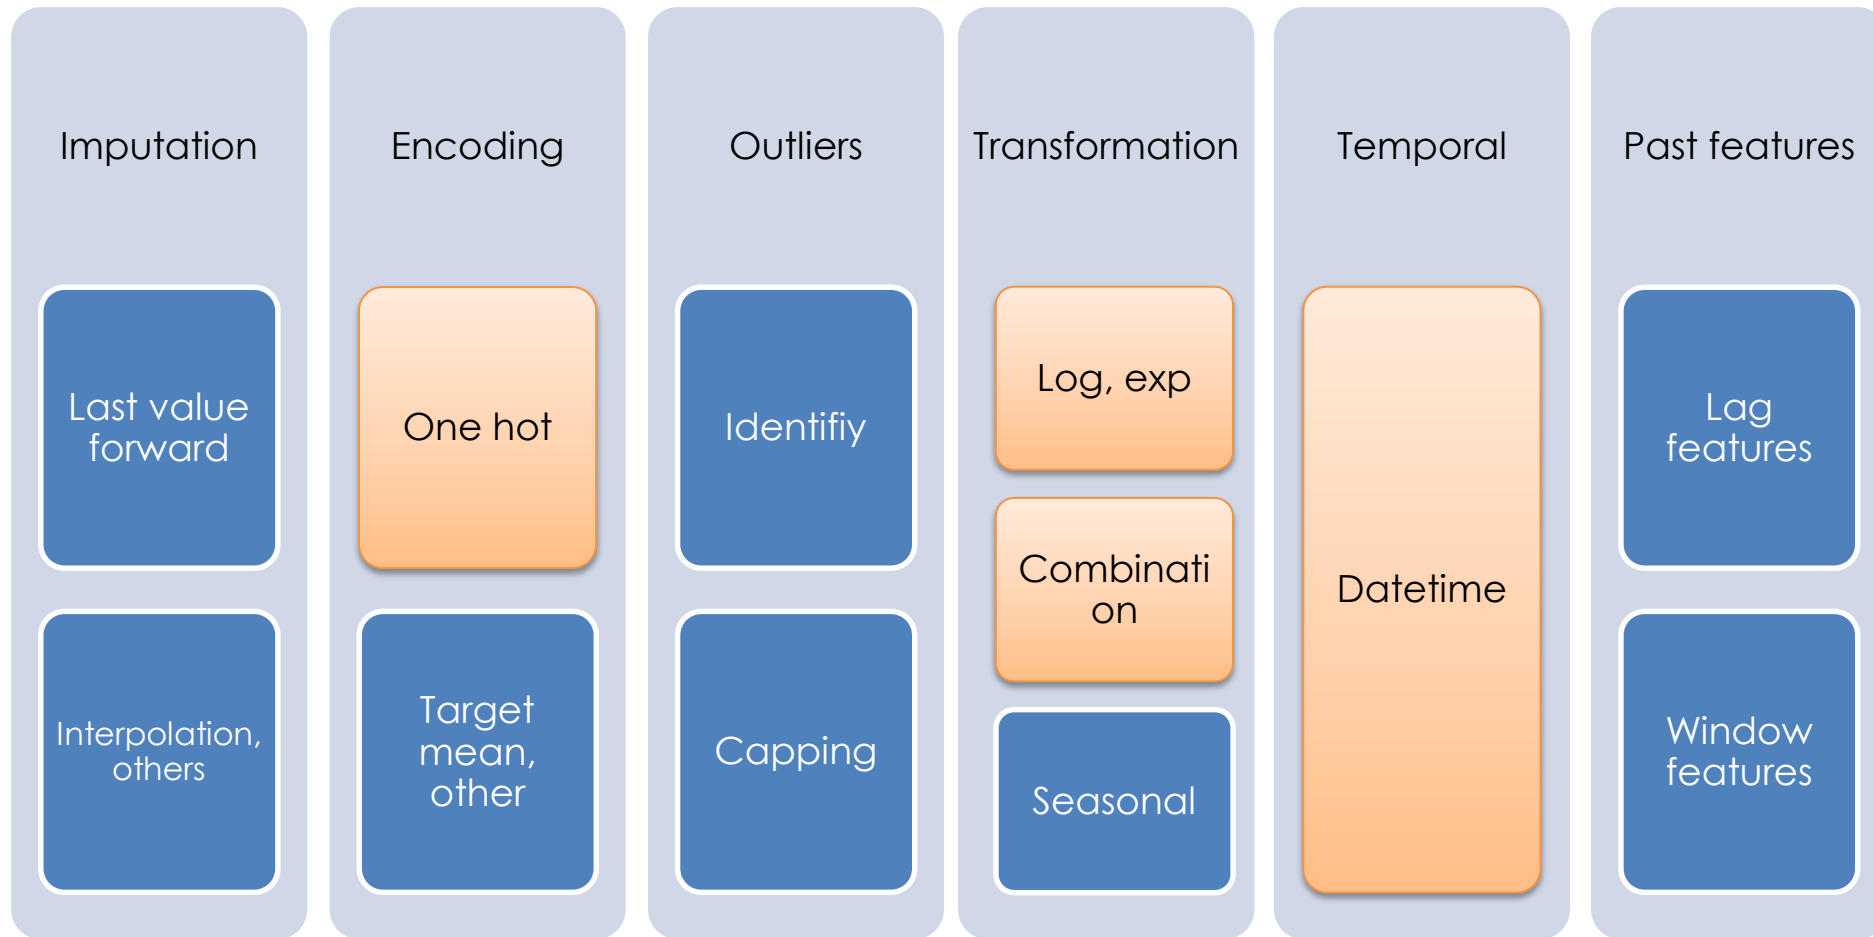 Imputation
Last value
forward
Interpolation,
others
Encoding
One hot
Target
mean,
other
Outliers
Identifiy
Capping
Transformation
Log, exp
Combinati
on
Seasonal
Temporal
Datetime
Past features
Lag
features
Window
features